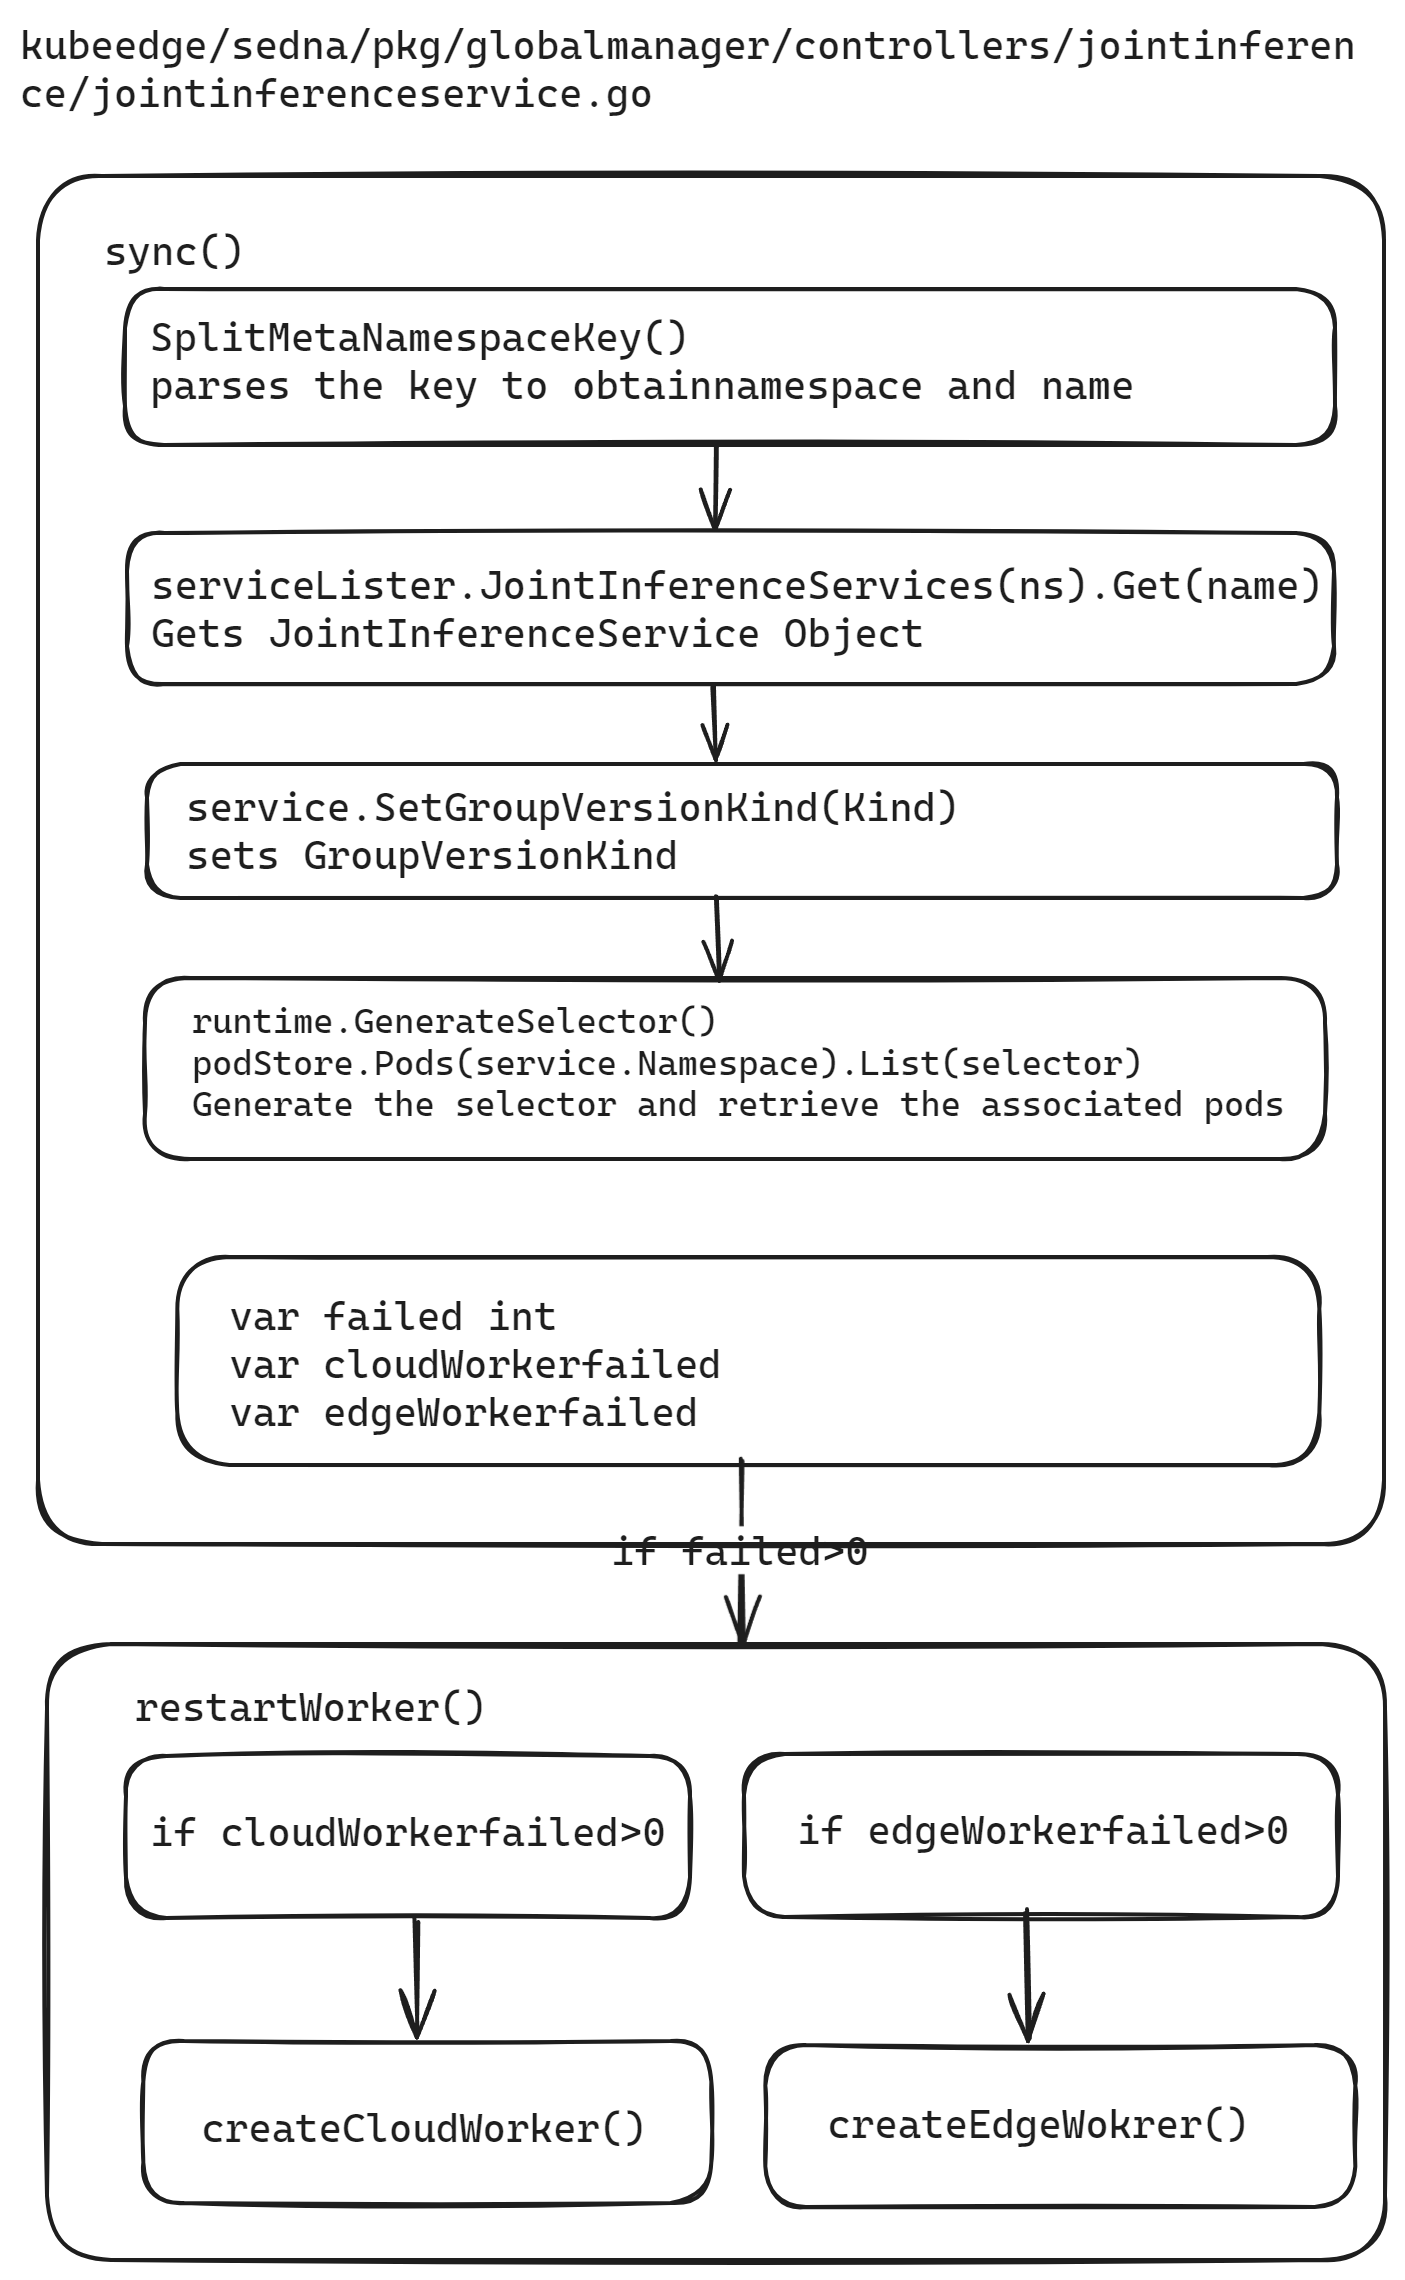 kubeedge/sedna/pkg/globalmanager/controllers/jointinferen
ce/jointinferenceservice.go
sync()
SplitMetaNamespaceKey()
parses the key to obtainnamespace and name
serviceLister.JointInferenceServices(ns).Get(name)
Gets JointInferenceService Object
service.SetGroupVersionKind(Kind)
sets GroupVersionKind
runtime.GenerateSelector()
podStore.Pods(service.Namespace).List(selector)
Generate the selector and retrieve the associated pods
var failed int
var cloudWorkerfailed
var edgeWorkerfailed
if failed>0
restartWorker()
if cloudWorkerfailed>0
if edgeWorkerfailed>0
createCloudWorker()
createEdgeWokrer()